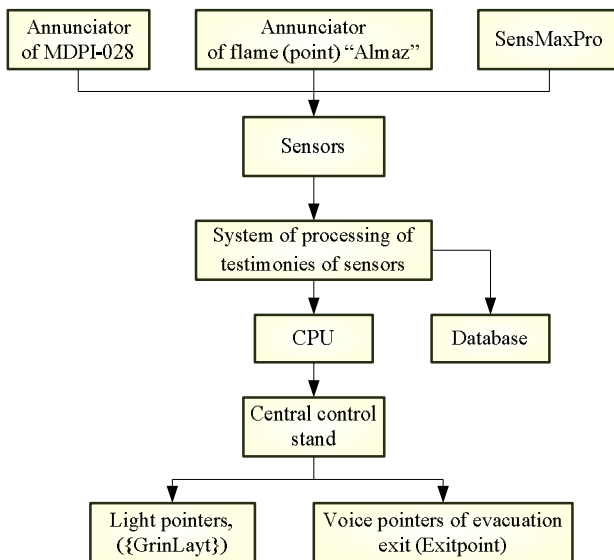 Annunciator
of MDPI-028
Annunciator
of flame (point) “Almaz”
SensMaxPro
Sensors
System of processing of
testimonies of sensors
CPU
Database
Central control
stand
Light pointers,
({GrinLayt})
Voice pointers of evacuation
exit (Exitpoint)